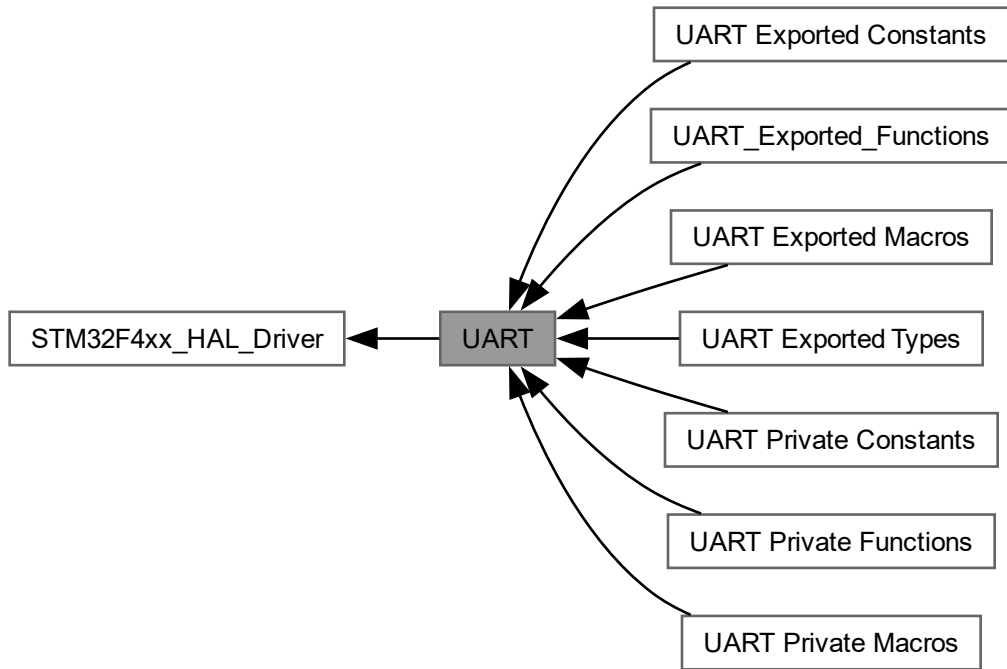 UART Exported Constants
UART_Exported_Functions
UART Exported Macros
STM32F4xx_HAL_Driver
UART
UART Exported Types
UART Private Constants
UART Private Functions
UART Private Macros